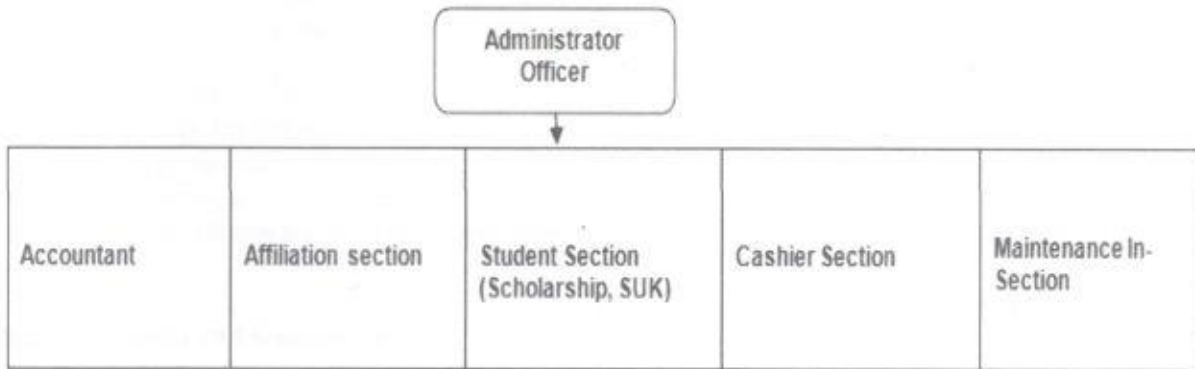 Administrator
Officer
Accountant
Affiliation section
Student Section
(Scholarship, SUK)
Cashier Section
Maintenance In-
Section